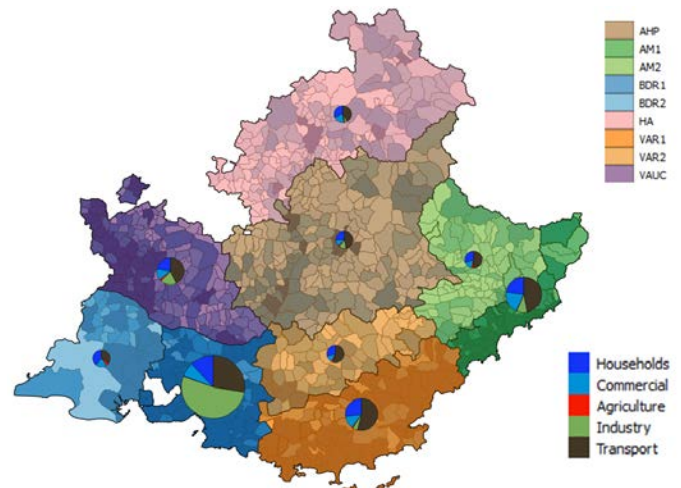 AHP
AM1
AM2
BDR1
BDR2
HA
VAR1
VAR2
VAUC
Households
Commercial
Agriculture
Industry
Transport